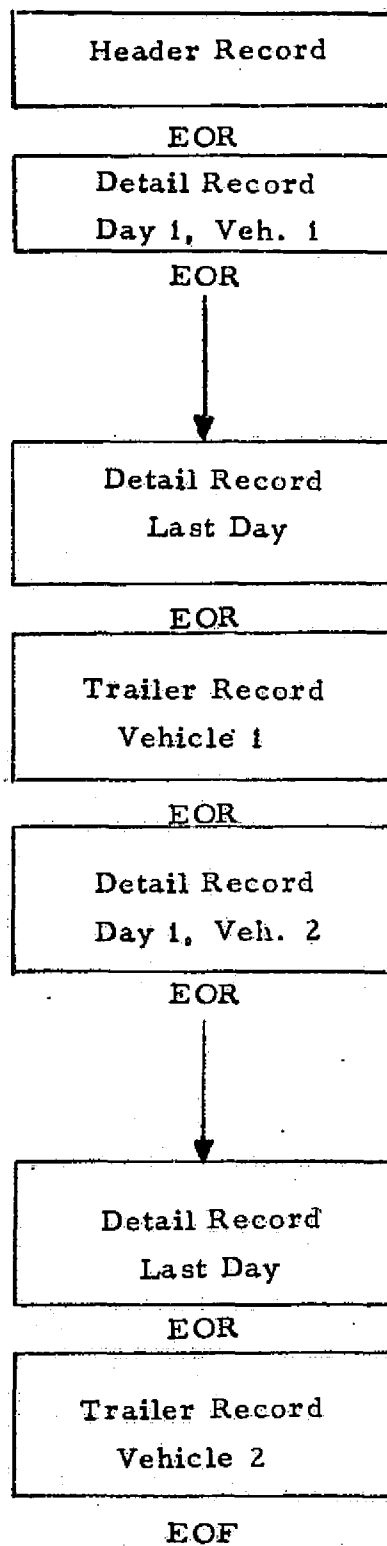 Header Record
EOR
Detail Record
Day 1, Veh. 1
EOR
Detail Record
Last Day
EOR
Trailer Record
Vehicle 1
EOR
Detail Record
Day 1, Veh. 2
EOR
Detail Record
Last Day
EOR
Trailer Record
Vehicle 2
EOF